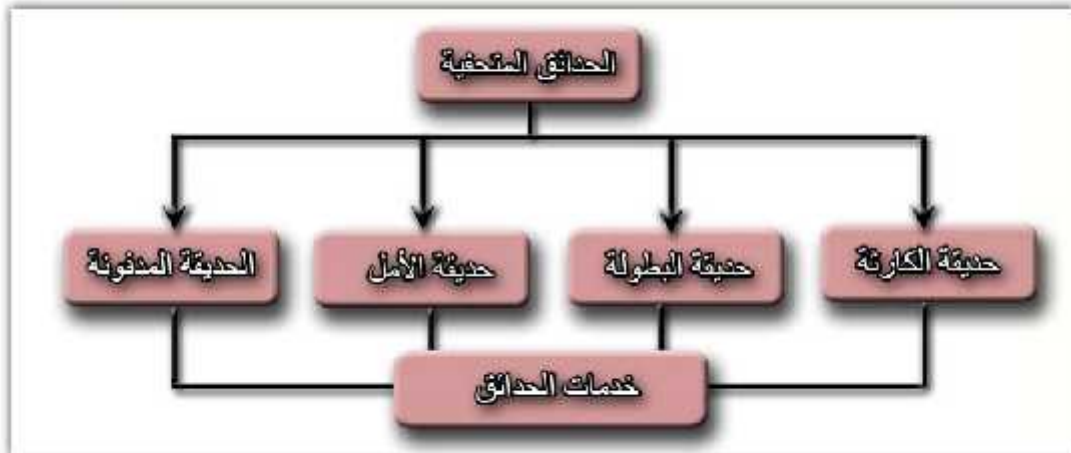 الحدائق المتحفية
حديقة الكارثة
حديقة البطولة
حديقة الأمل
الحديقة المدفونة
خدمات الحدائق